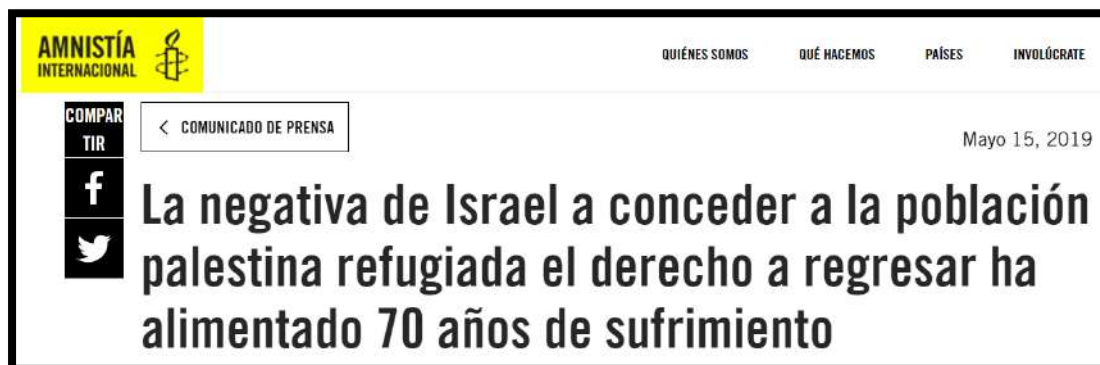 AMNISTÍA
INTERNACIONAL
QUIÉNES SOMOS QUÉ HACEMOS PAÍSES INVOLÚCRATE
COMPAR
TIR
< COMUNICADO DE PRENSA
Mayo 15, 2019
La negativa de Israel a conceder a la población
palestina refugiada el derecho a regresar ha
alimentado 70 años de sufrimiento